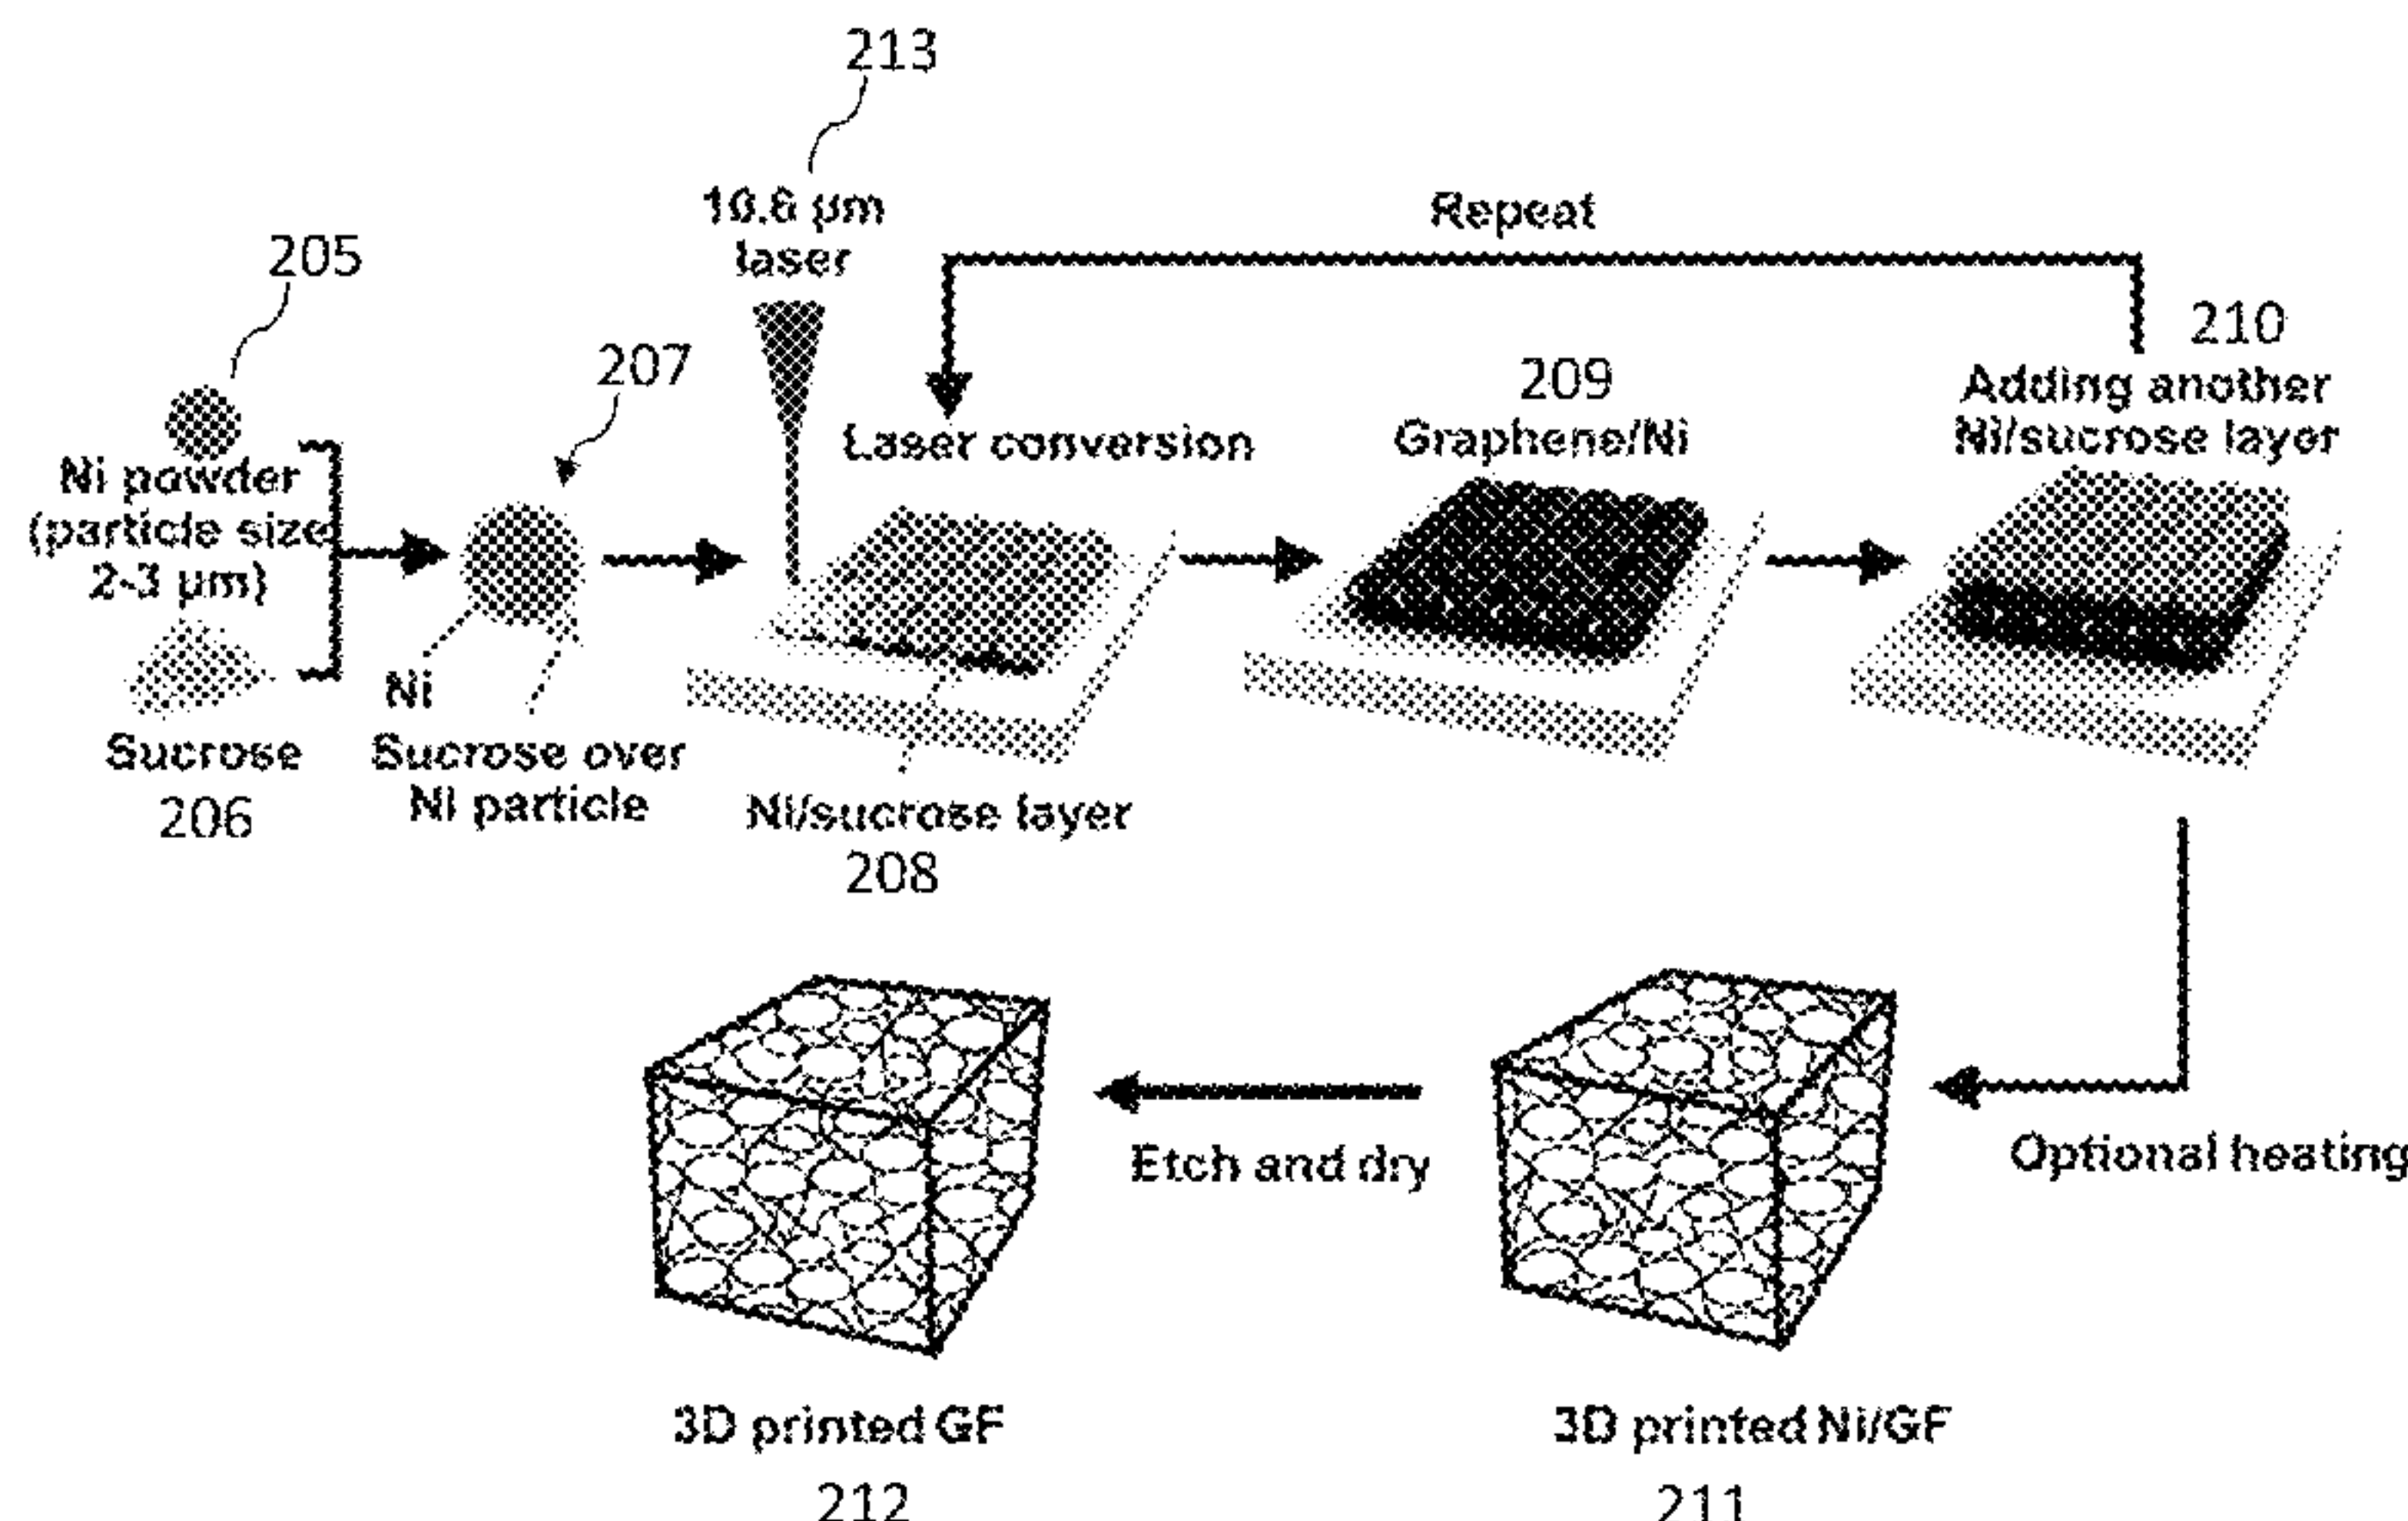 213
10.6 µm
laser
Repeat
205
207
210
209
Adding another
Ni/sucrose layer
Laser conversion
Graphene/Ni
Ni powder
(particle size
2-3 µm)
Ni
Sucrose
206
Sucrose over
Ni particle
Ni/sucrose layer
208
Etch and dry
Optional heating
3D printed GF
212
3D printed Ni/GF
211